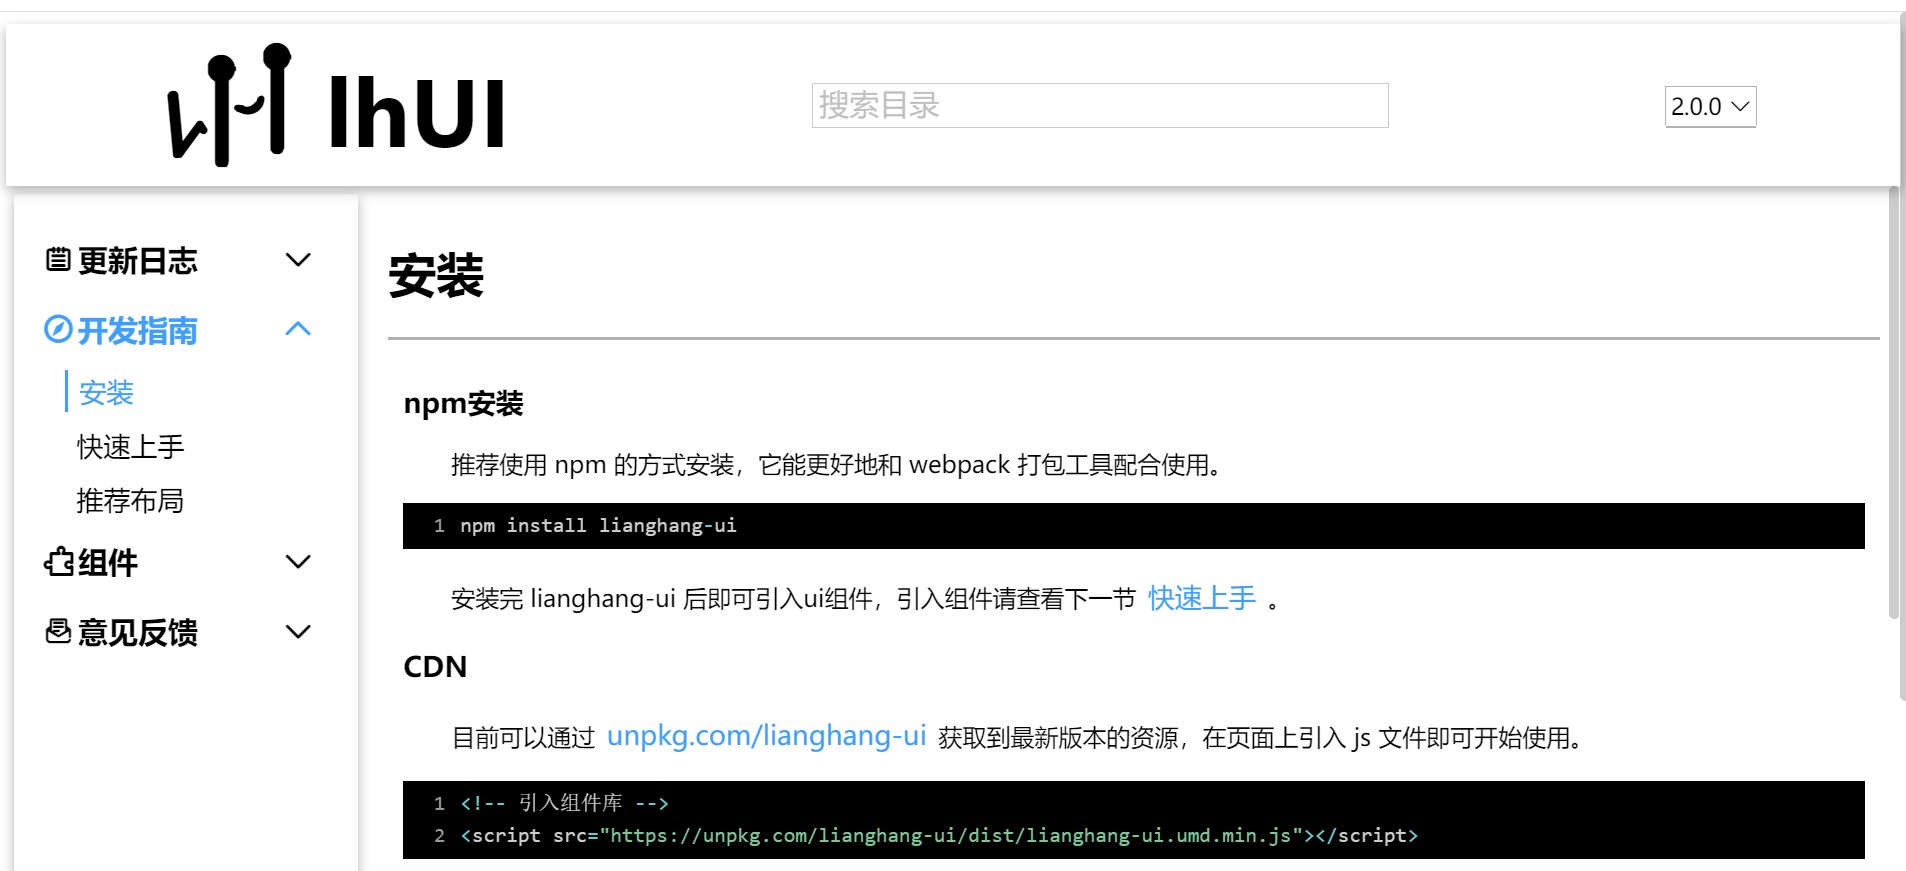 lhUI
搜索目录
2.0.0
更新日志
开发指南
安装
快速上手
推荐布局
组件
意见反馈
安装
npm安装
推荐使用 npm 的方式安装，它能更好地和 webpack 打包工具配合使用。
1 npm install lianghang-ui
安装完 lianghang-ui 后即可引入ui组件，引入组件请查看下一节 快速上手 。
CDN
目前可以通过 unpkg.com/lianghang-ui 获取到最新版本的资源，在页面上引入 js 文件即可开始使用。
1 <!-- 引入组件库 -->
2 <script src="https://unpkg.com/lianghang-ui/dist/lianghang-ui.umd.min.js"></script>